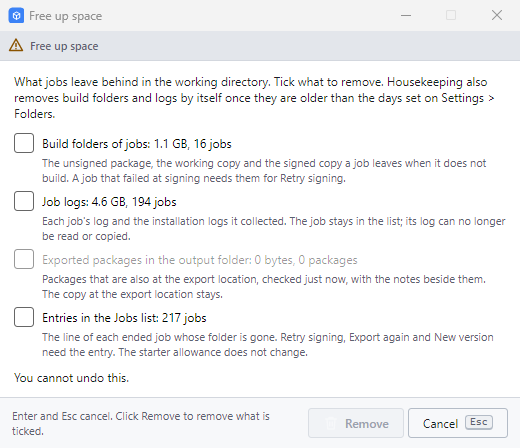 Free up space
Free up space
What jobs leave behind in the working directory. Tick what to remove. Housekeeping also
removes build folders and logs by itself once they are older than the days set on Settings >
Folders.
Build folders of jobs: 1.1 GB, 16 jobs
The unsigned package, the working copy and the signed copy a job leaves when it does not
build. A job that failed at signing needs them for Retry signing.
Job logs: 4.6 GB, 194 jobs
Each job's log and the installation logs it collected. The job stays in the list; its log can no longer
be read or copied.
Exported packages in the output folder: 0 bytes, 0 packages
Packages that are also at the export location, checked just now, with the notes beside them.
The copy at the export location stays.
Entries in the Jobs list: 217 jobs
The line of each ended job whose folder is gone. Retry signing, Export again and New version
need the entry. The starter allowance does not change.
You cannot undo this.
Enter and Esc cancel. Click Remove to remove what is
ticked.
Remove
Cancel Esc